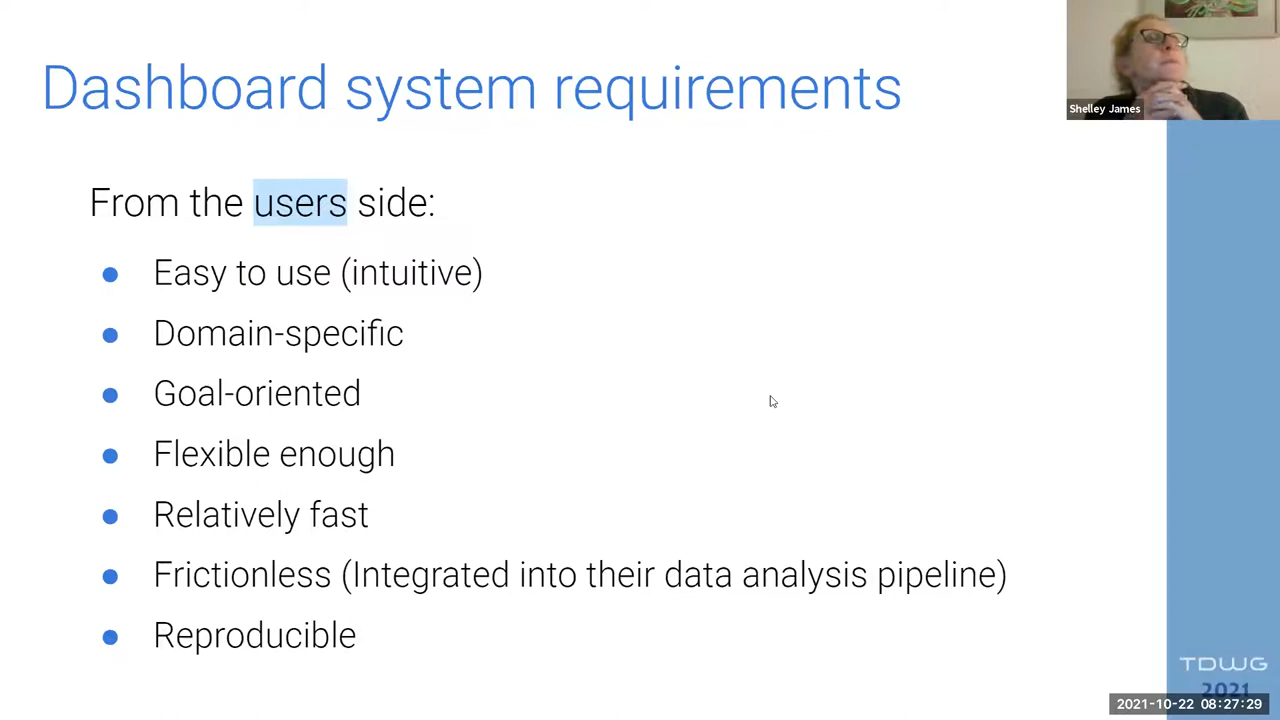 Dashboard system requirements
Shelley James
From the users side:
● Easy to use (intuitive)
● Domain-specific
● Goal-oriented
● Flexible enough
● Relatively fast
● Frictionless (Integrated into their data analysis pipeline)
● Reproducible
TDWG
2021
2021-10-22 08:27:29